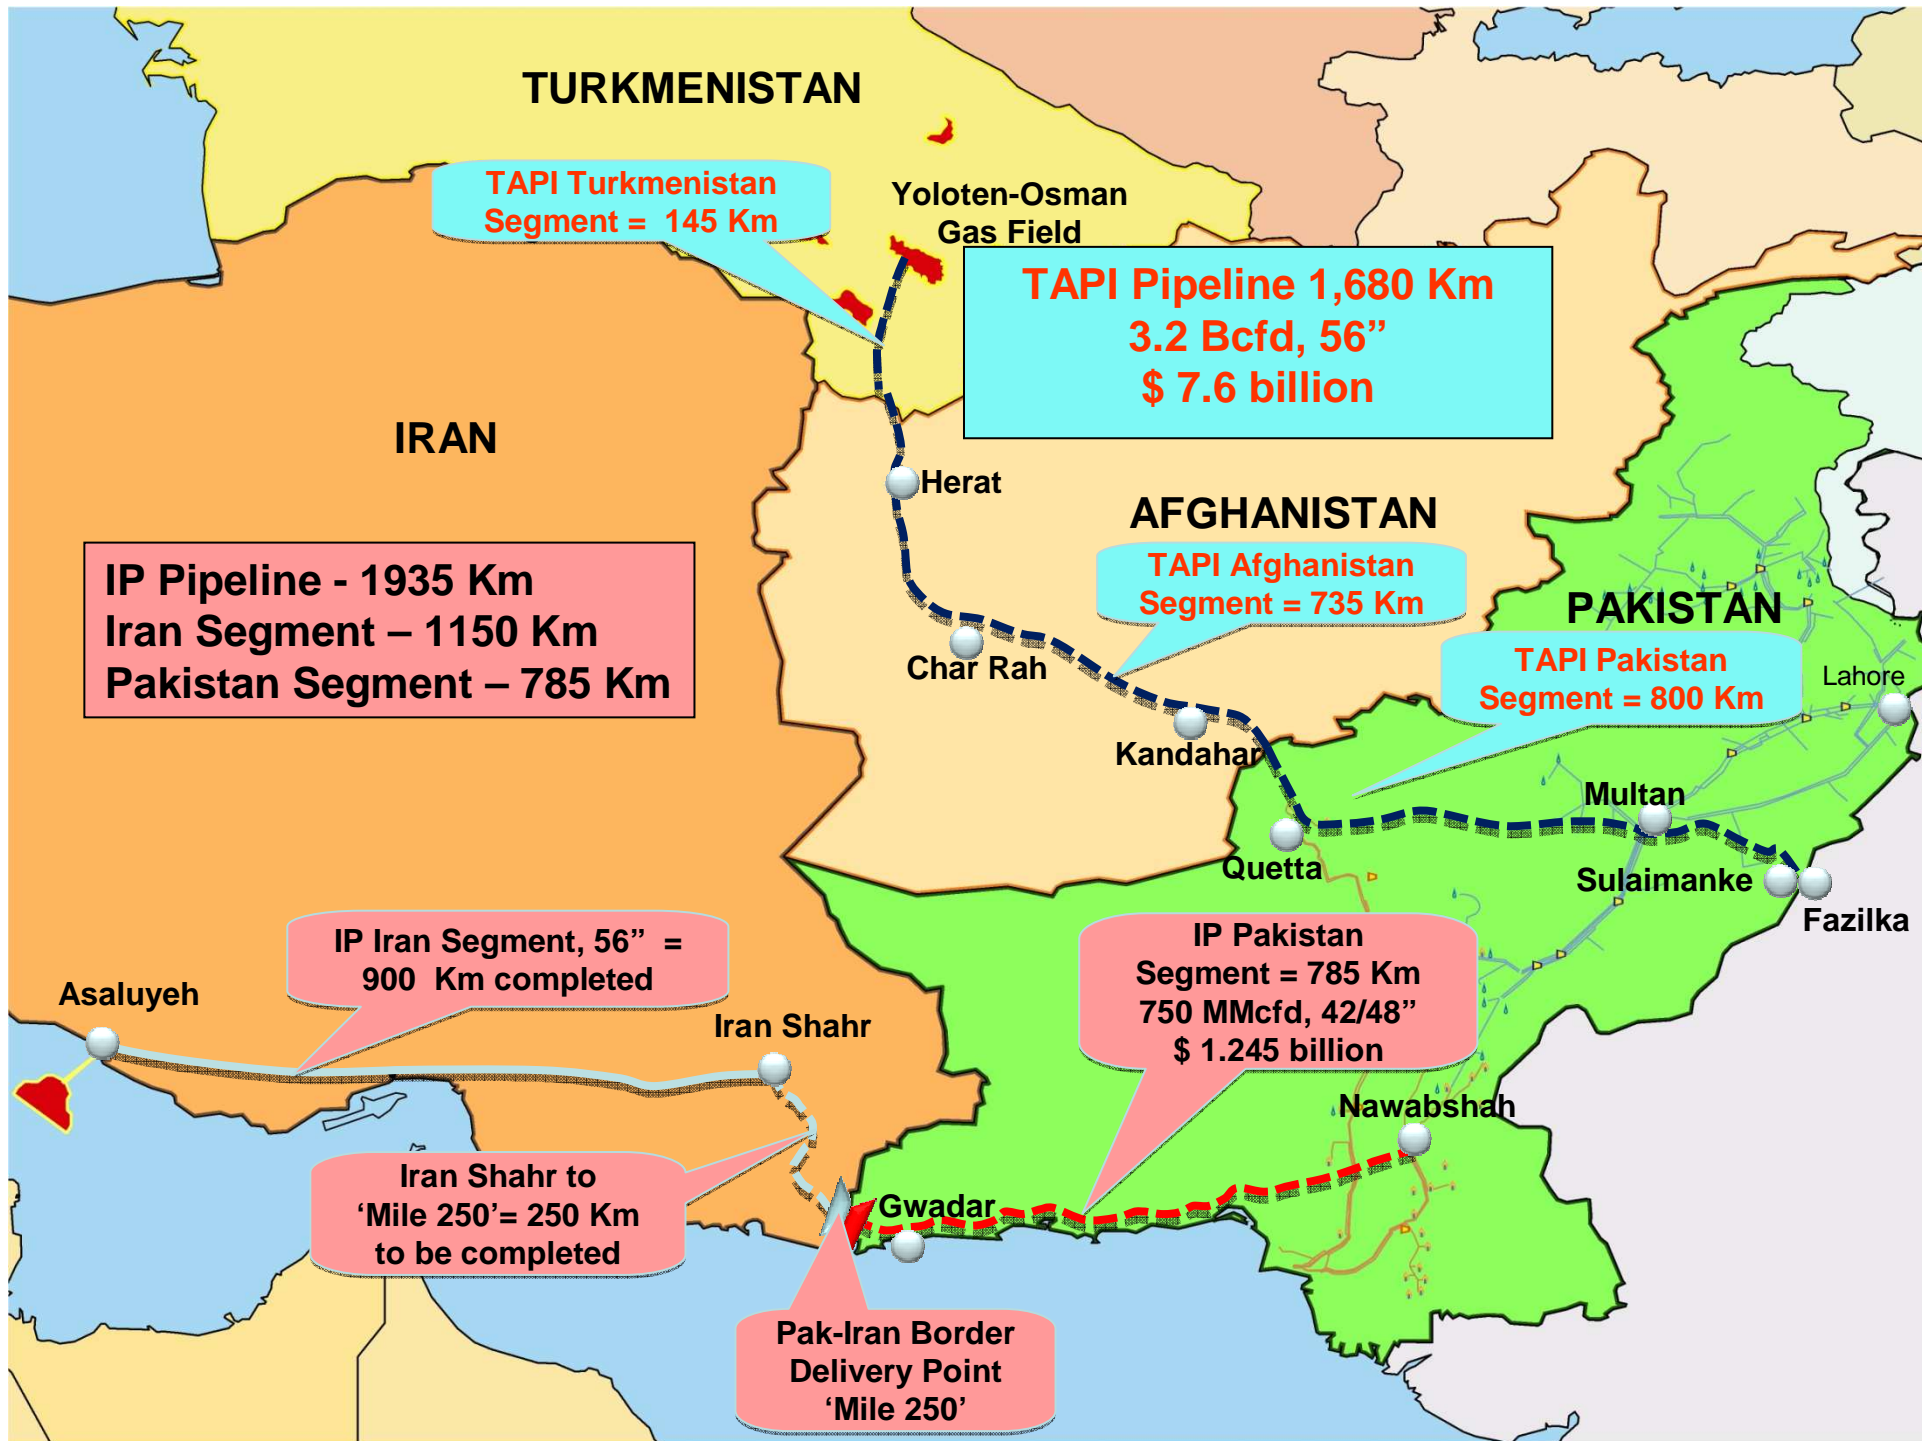 TURKMENISTAN
TAPI Turkmenistan
Segment =  145 Km
Yoloten-Osman
Gas Field
TAPI Pipeline 1,680 Km
3.2 Bcfd, 56”
$ 7.6 billion
IRAN
Herat
AFGHANISTAN
IP Pipeline - 1935 Km
Iran Segment – 1150 Km
Pakistan Segment – 785 Km
TAPI Afghanistan
Segment = 735 Km
PAKISTAN
Char Rah
TAPI Pakistan
Segment = 800 Km
Lahore
Kandahar
Multan
Quetta
Sulaimanke
Fazilka
IP Iran Segment, 56”  =
900  Km completed
IP Pakistan
Segment = 785 Km
750 MMcfd, 42/48”
$ 1.245 billion
Asaluyeh
Iran Shahr
Nawabshah
Iran Shahr to
‘Mile 250’= 250 Km
to be completed
Gwadar
Pak-Iran Border
Delivery Point
‘Mile 250’